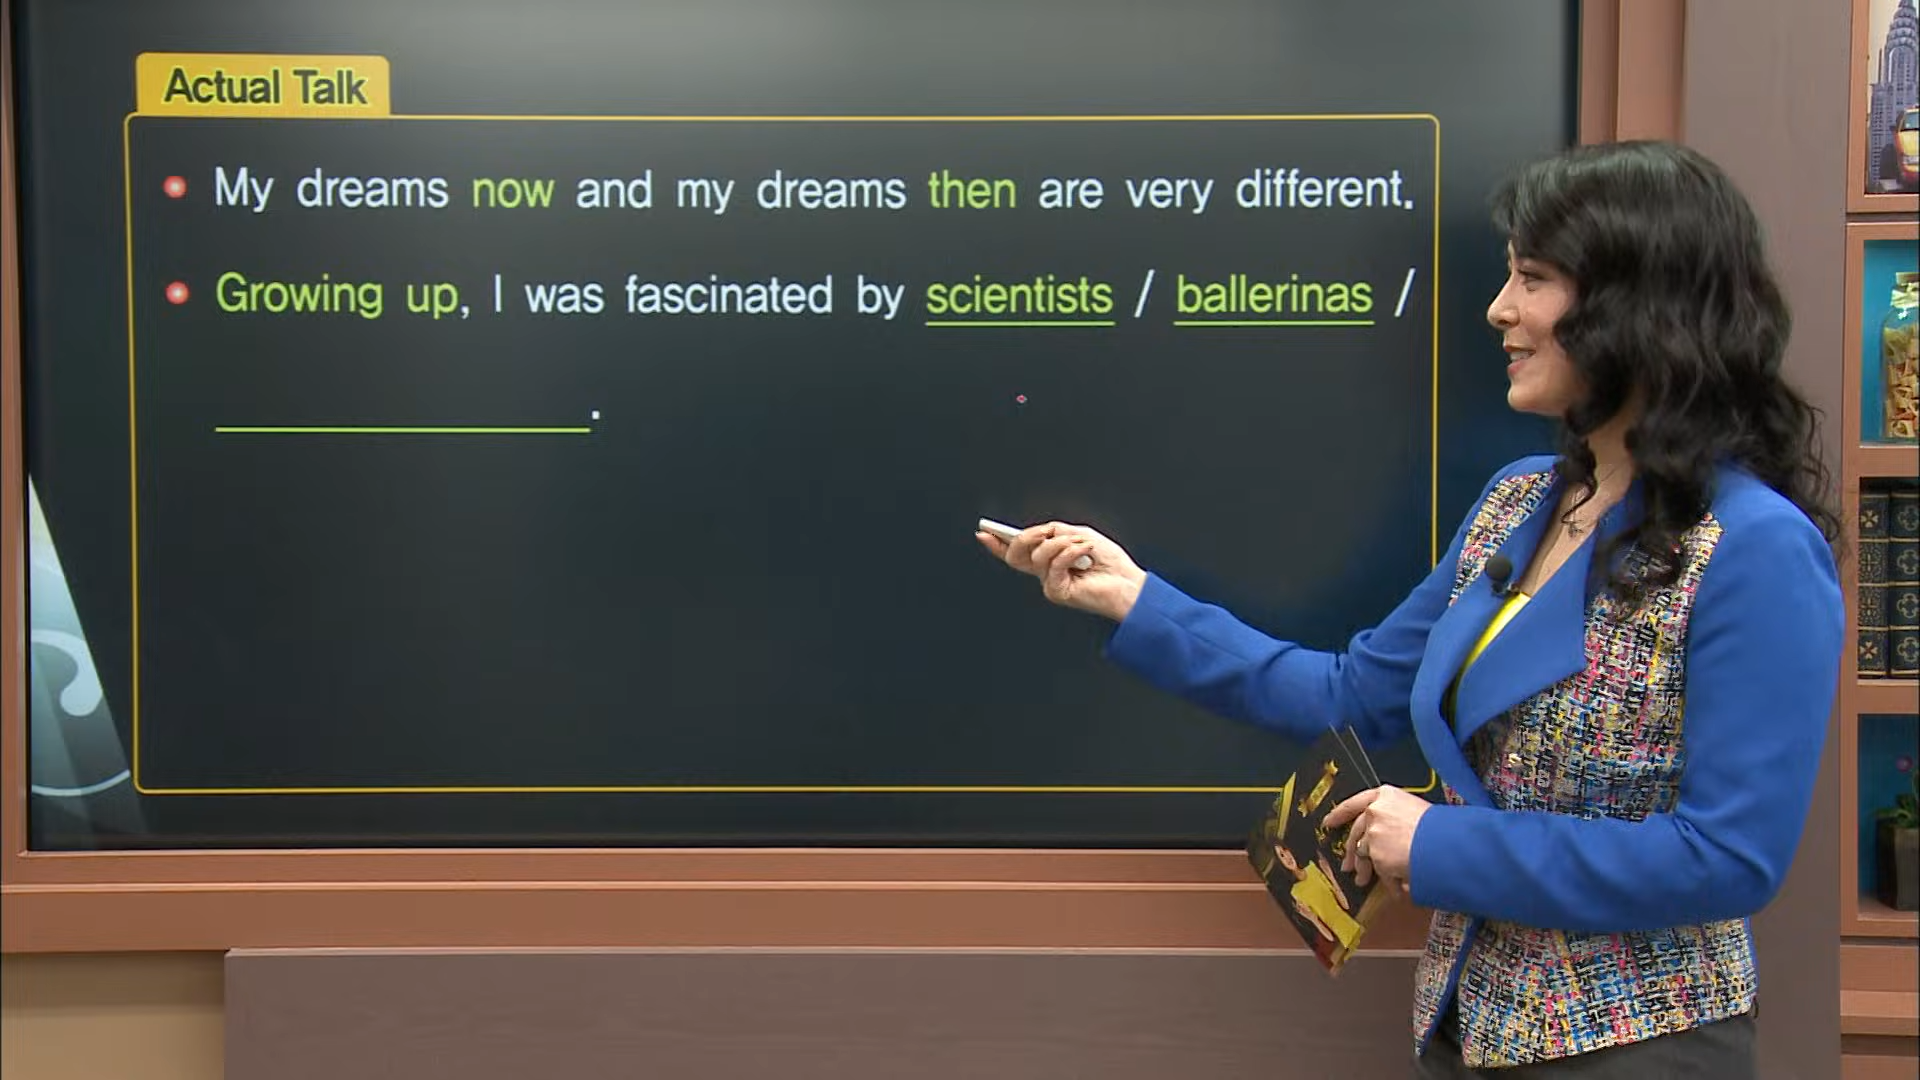 Actual Talk
My dreams now and my dreams then are very different.
Growing up, I was fascinated by scientists / ballerinas /
____________.